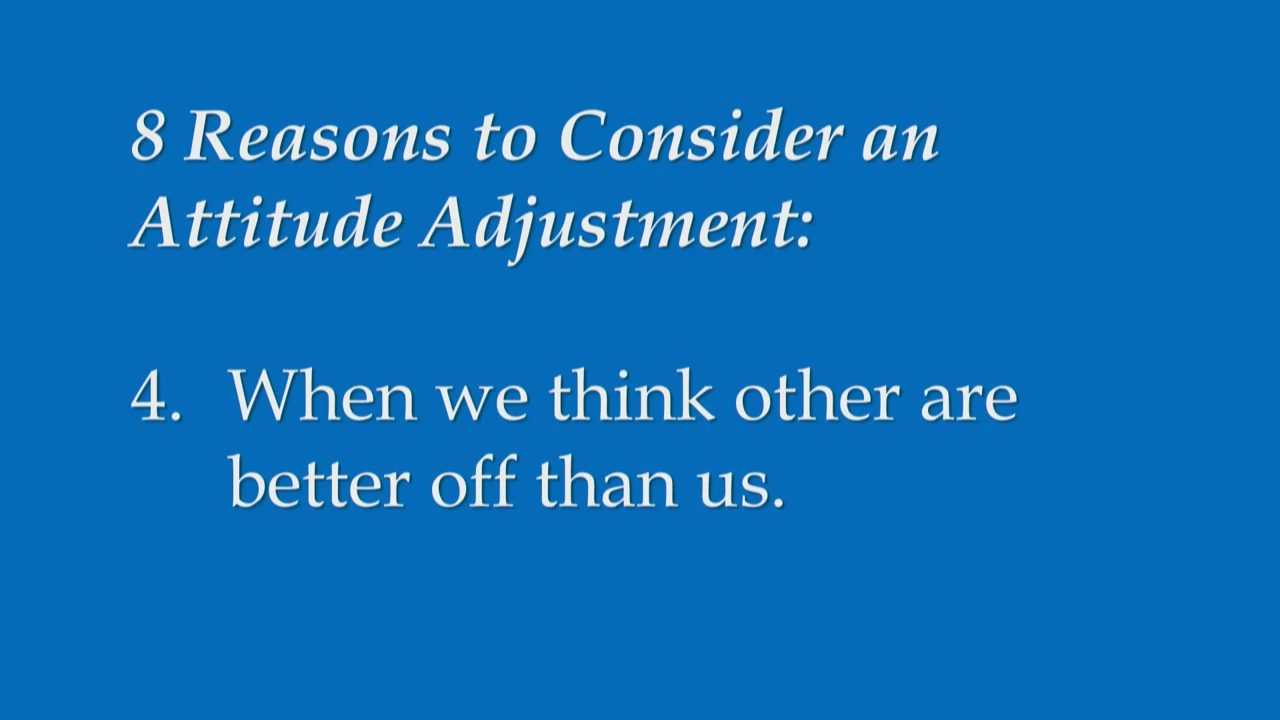 8 Reasons to Consider an
Attitude Adjustment:
4. When we think other are
better off than us.